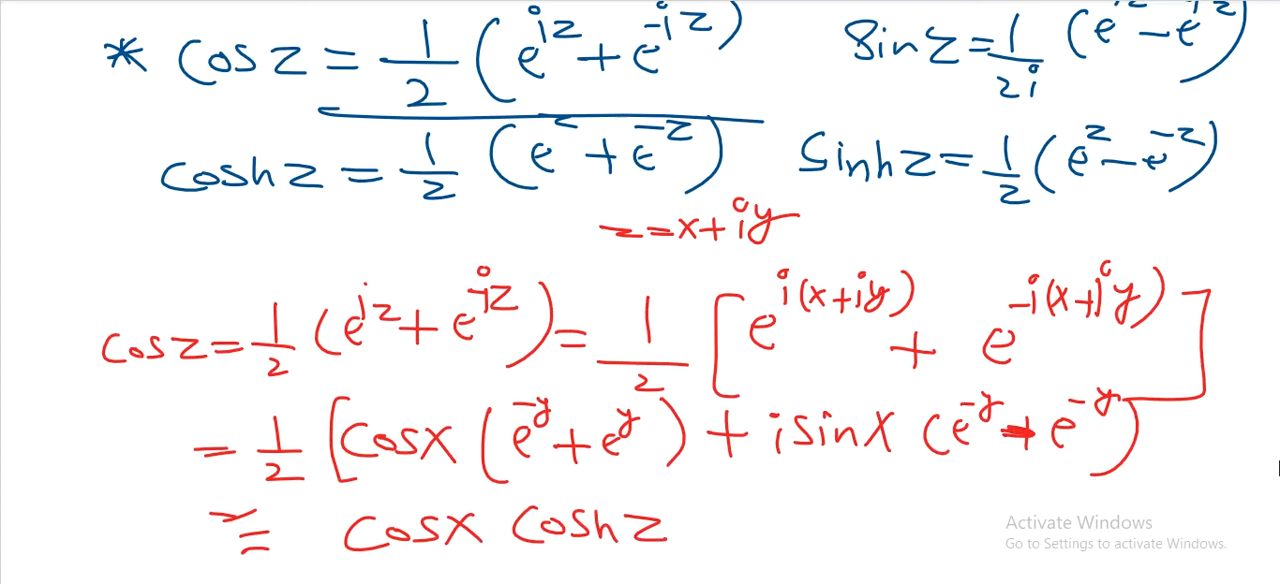 * cos z = 1/2 (e^{iz} + e^{-iz}) sin z = 1/2i (e^{iz} - e^{-iz})
cosh z = 1/2 (e^z + e^{-z}) sinh z = 1/2 (e^z - e^{-z})
z = x + iy
cos z = 1/2 (e^{iz} + e^{-iz}) = 1/2 [e^{i(x+iy)} + e^{-i(x+iy)}]
= 1/2 [cos x (e^{-y} + e^y) + i sin x (e^{-y} - e^{-y})
= cos x cosh z
Activate Windows
Go to Settings to activate Windows.